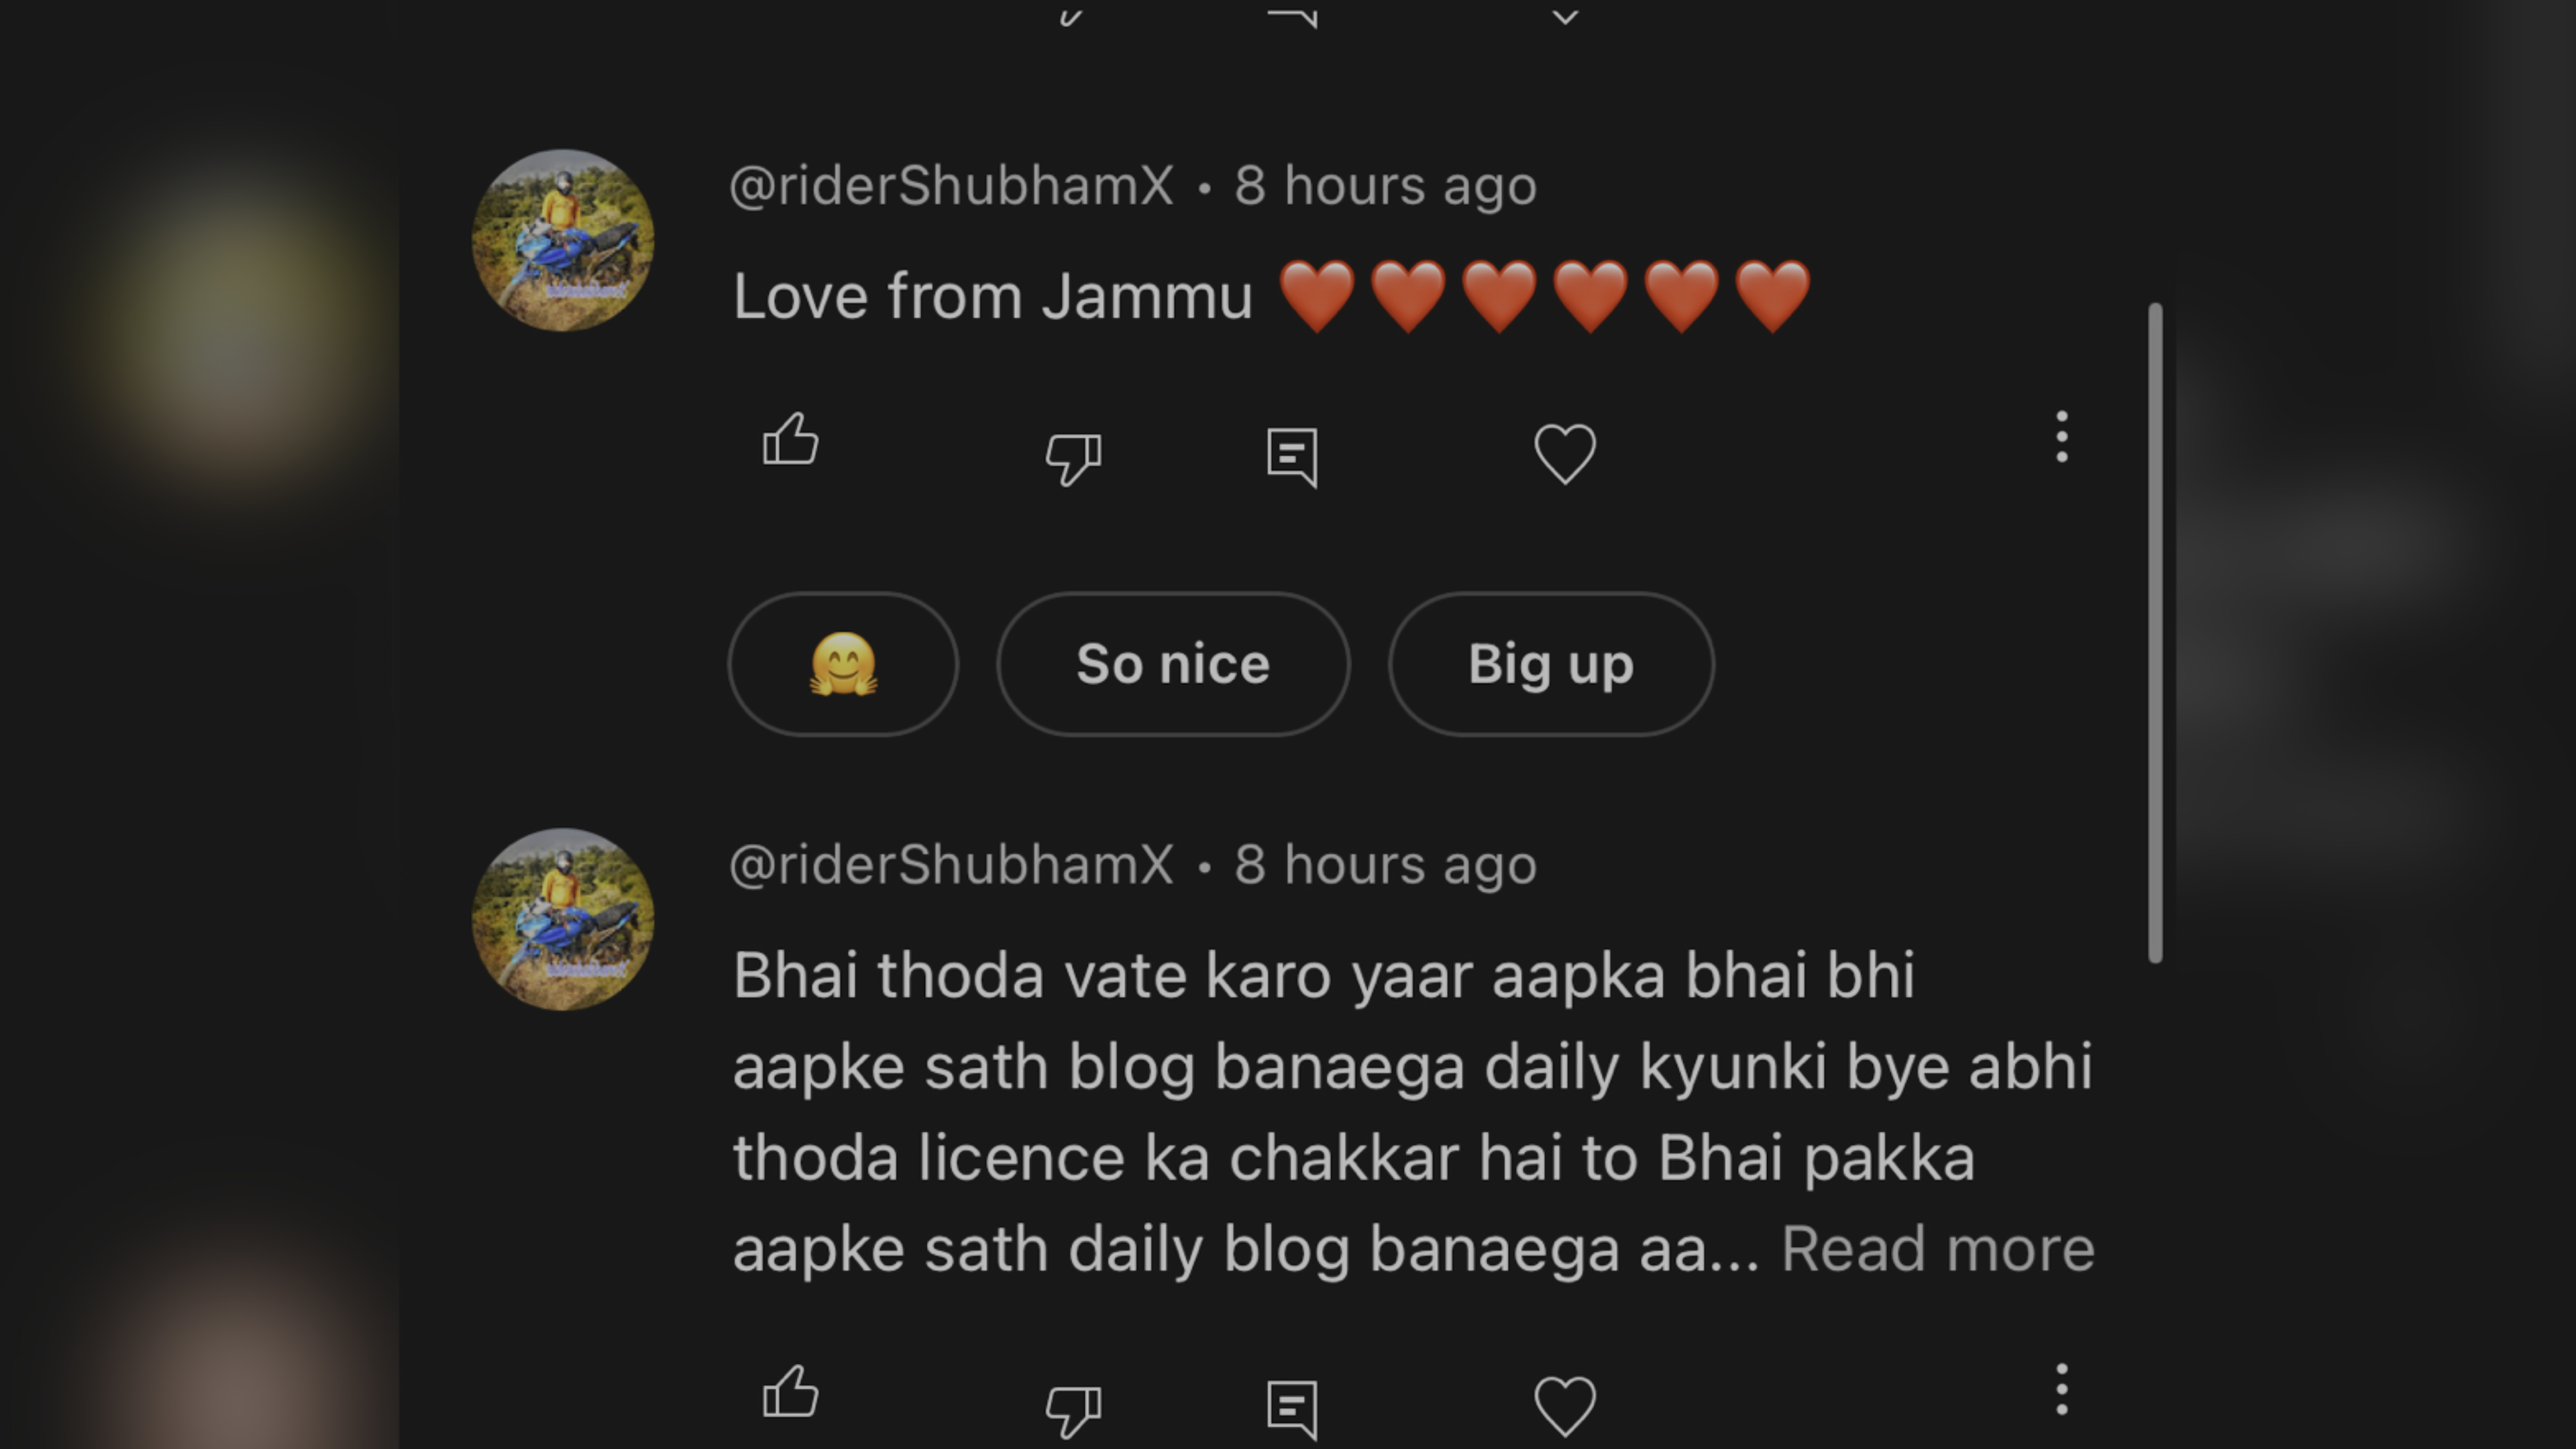 @riderShubhamX • 8 hours ago
Love from Jammu ❤️❤️❤️❤️❤️❤️
🤗 So nice Big up
@riderShubhamX • 8 hours ago
Bhai thoda vate karo yaar aapka bhai bhi
aapke sath blog banaega daily kyunki bye abhi
thoda licence ka chakkar hai to Bhai pakka
aapke sath daily blog banaega aa... Read more